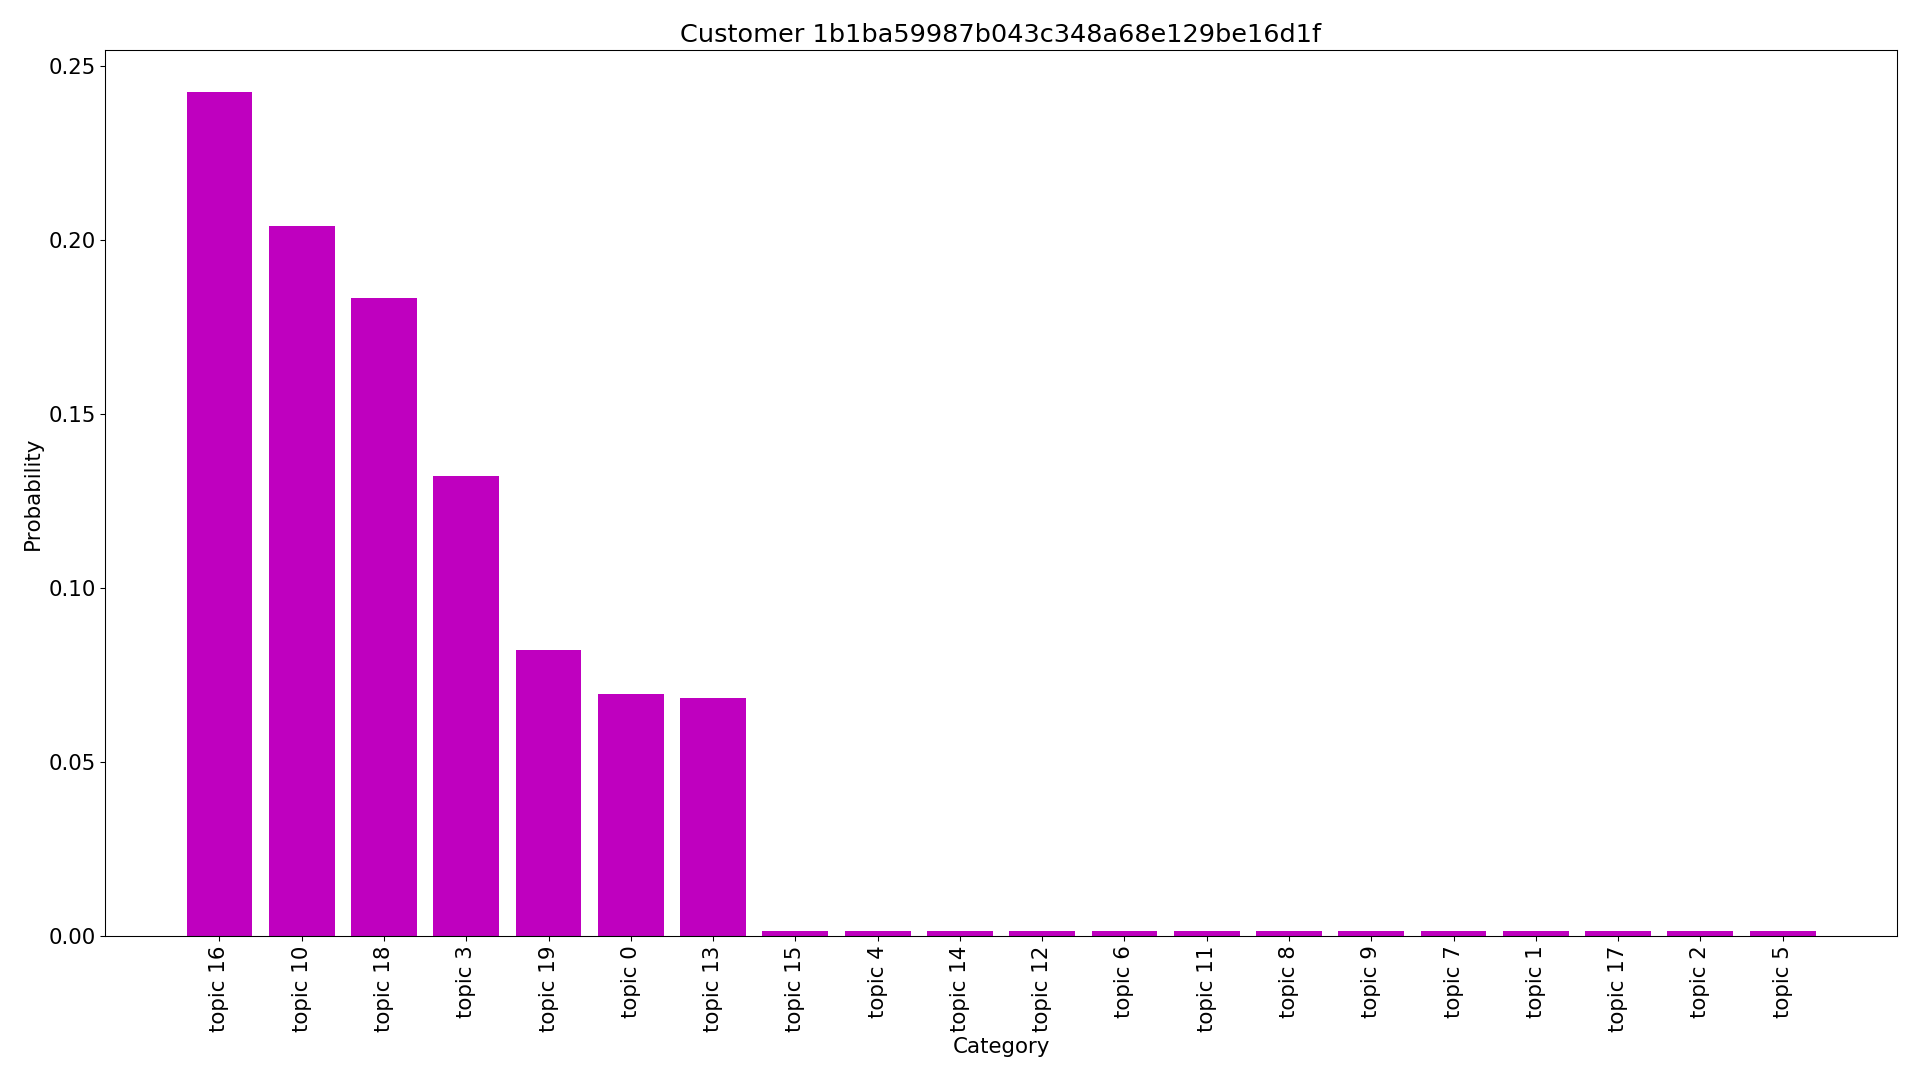 Customer 1b1ba59987b043c348a68e129be16d1f
Probability
0.25
0.20
0.15
0.10
0.05
0.00
topic 16
topic 10
topic 18
topic 3
topic 19
topic 0
topic 13
topic 15
topic 4
topic 14
topic 12
topic 6
topic 11
topic 8
topic 9
topic 7
topic 1
topic 17
topic 2
topic 5
Category